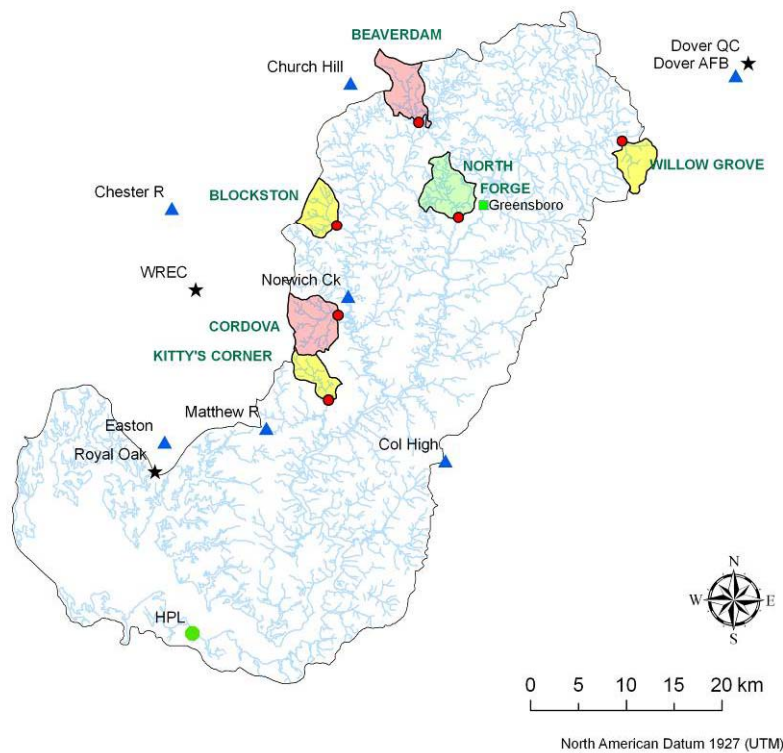 BEAVERDAM
Dover QC
Church Hill
Dover AFB
NORTH
WILLOW GROVE
FORGE
Chester R
BLOCKSTON
Greensboro
WREC
Norwich Ck
CORDOVA
KITTY'S CORNER
Matthew R
Easton
Col High
Royal Oak
N
W
E
S
HPL
0 5 10 15 20 km
North American Datum 1927 (UTM)